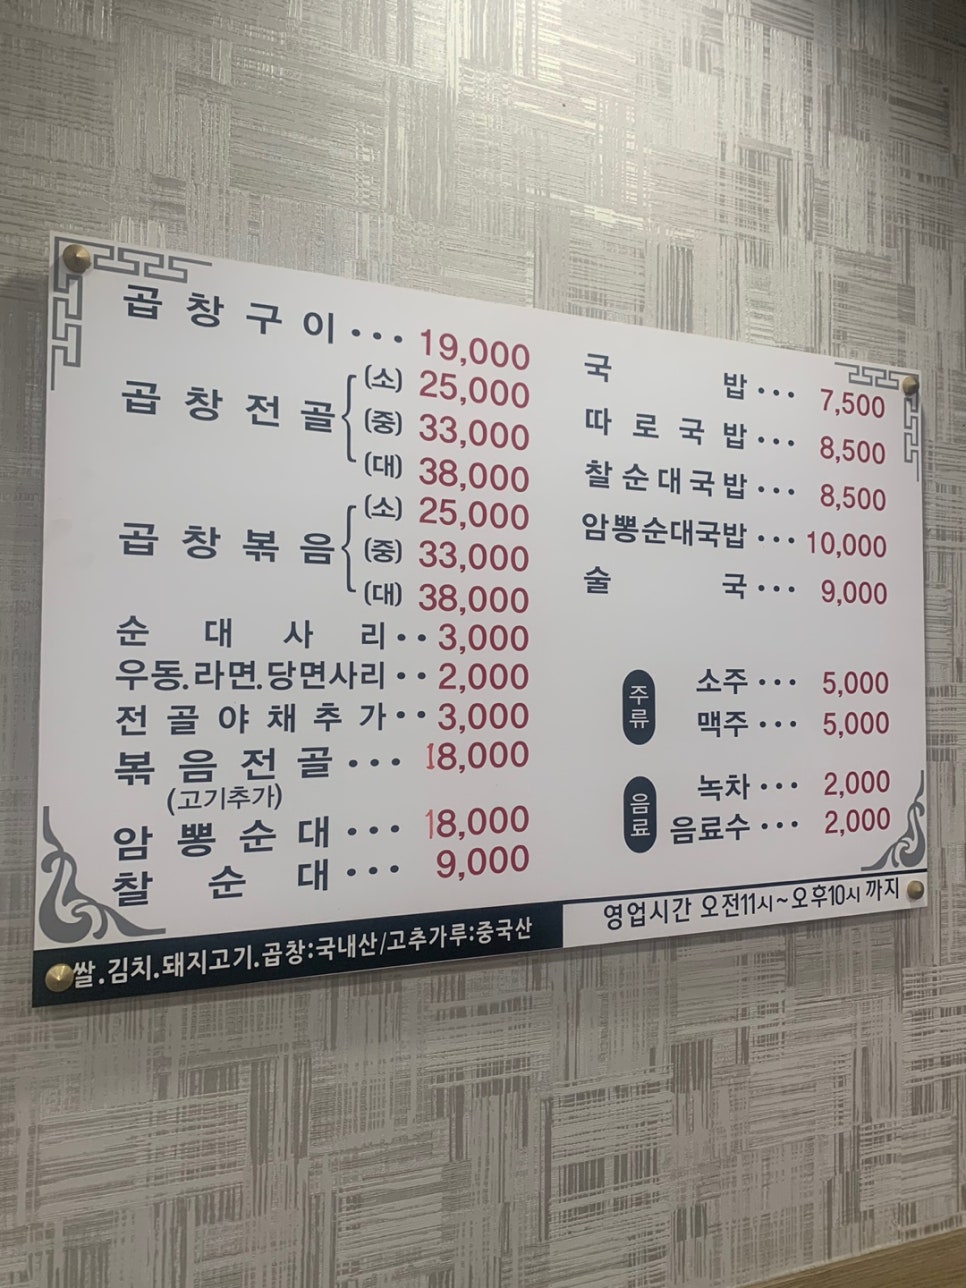 곱창구이... 19,000
곱창전골 (소) 25,000
(중) 33,000
(대) 38,000
곱창볶음 (소) 25,000
(중) 33,000
(대) 38,000
순대사리.. 3,000
우동.라면.당면사리.. 2,000
전골야채추가.. 3,000
볶음전골... 18,000
(고기추가)
암뽕순대... 18,000
찰순대... 9,000
쌀.김치.돼지고기.곱창:국내산/고추가루:중국산
국밥... 7,500
따로국밥... 8,500
찰순대국밥... 8,500
암뽕순대국밥... 10,000
술국... 9,000
주류
소주... 5,000
맥주... 5,000
음료
녹차... 2,000
음료수... 2,000
영업시간 오전11시~오후10시 까지